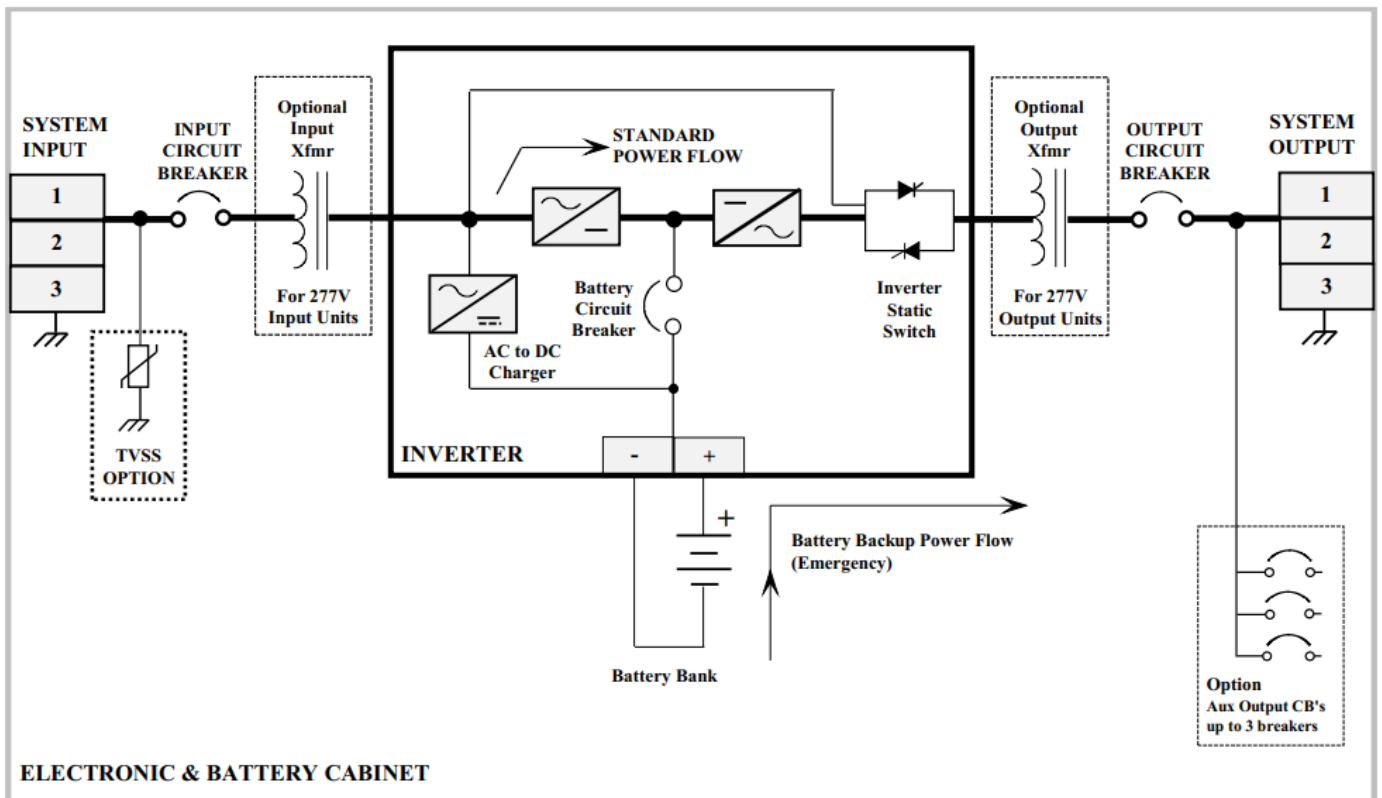 SYSTEM
INPUT
1
2
3
INPUT
CIRCUIT
BREAKER
TVSS
OPTION
Optional
Input
Xfmr
For 277V
Input Units
STANDARD
POWER FLOW
AC to DC
Charger
Battery
Circuit
Breaker
Inverter
Static
Switch
INVERTER
-
+
+
Battery Bank
Battery Backup Power Flow
(Emergency)
Optional
Output
Xfmr
For 277V
Output Units
OUTPUT
CIRCUIT
BREAKER
SYSTEM
OUTPUT
1
2
3
Option
Aux Output CB's
up to 3 breakers
ELECTRONIC & BATTERY CABINET